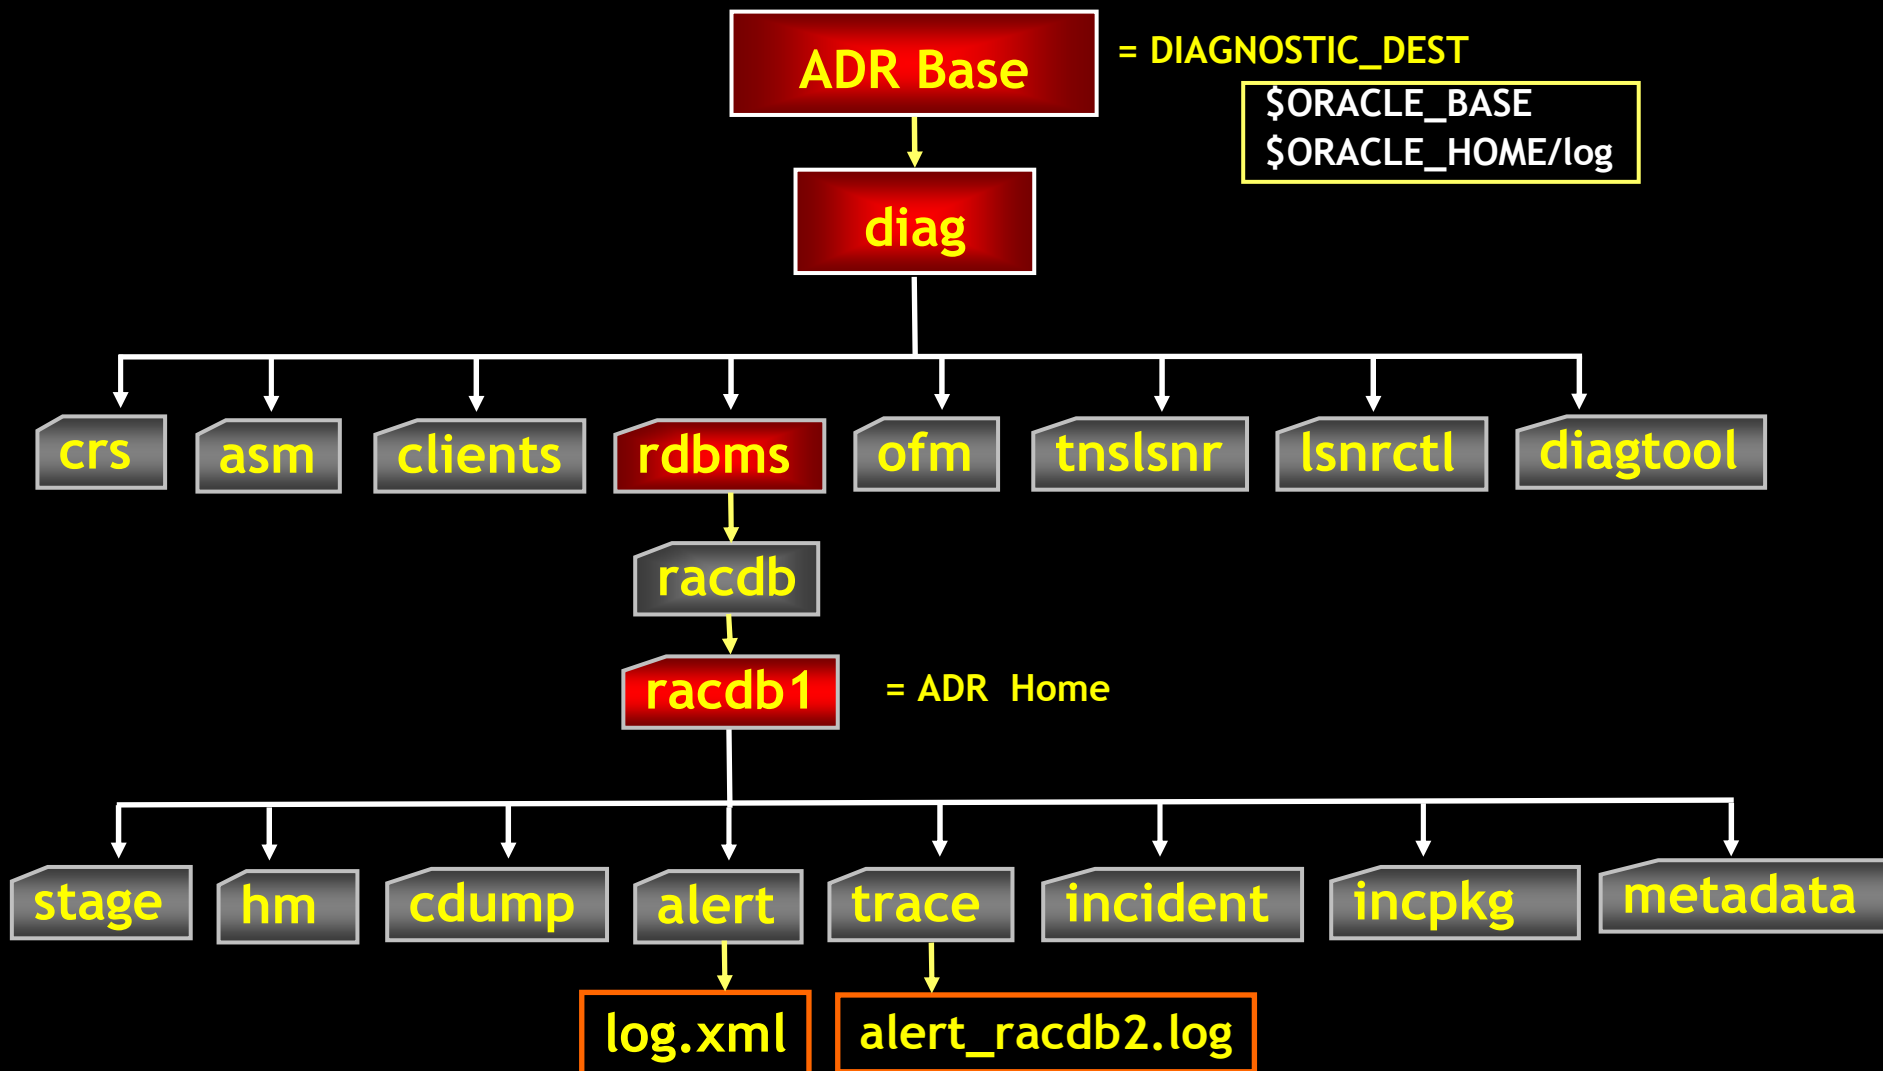 ADR Base
= DIAGNOSTIC_DEST
$ORACLE_BASE
$ORACLE_HOME/log
diag
crs
asm
clients
rdbms
ofm
tnslsnr
lsnrctl
diagtool
racdb
racdb1
= ADR Home
stage
hm
cdump
alert
trace
incident
incpkg
metadata
log.xml
alert_racdb2.log